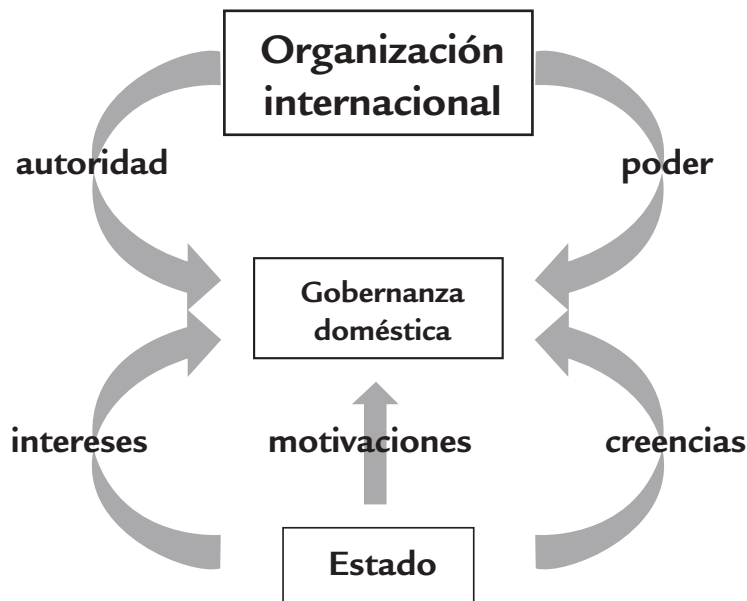 Organización
internacional
autoridad
poder
Gobernanza
doméstica
intereses
motivaciones
creencias
Estado